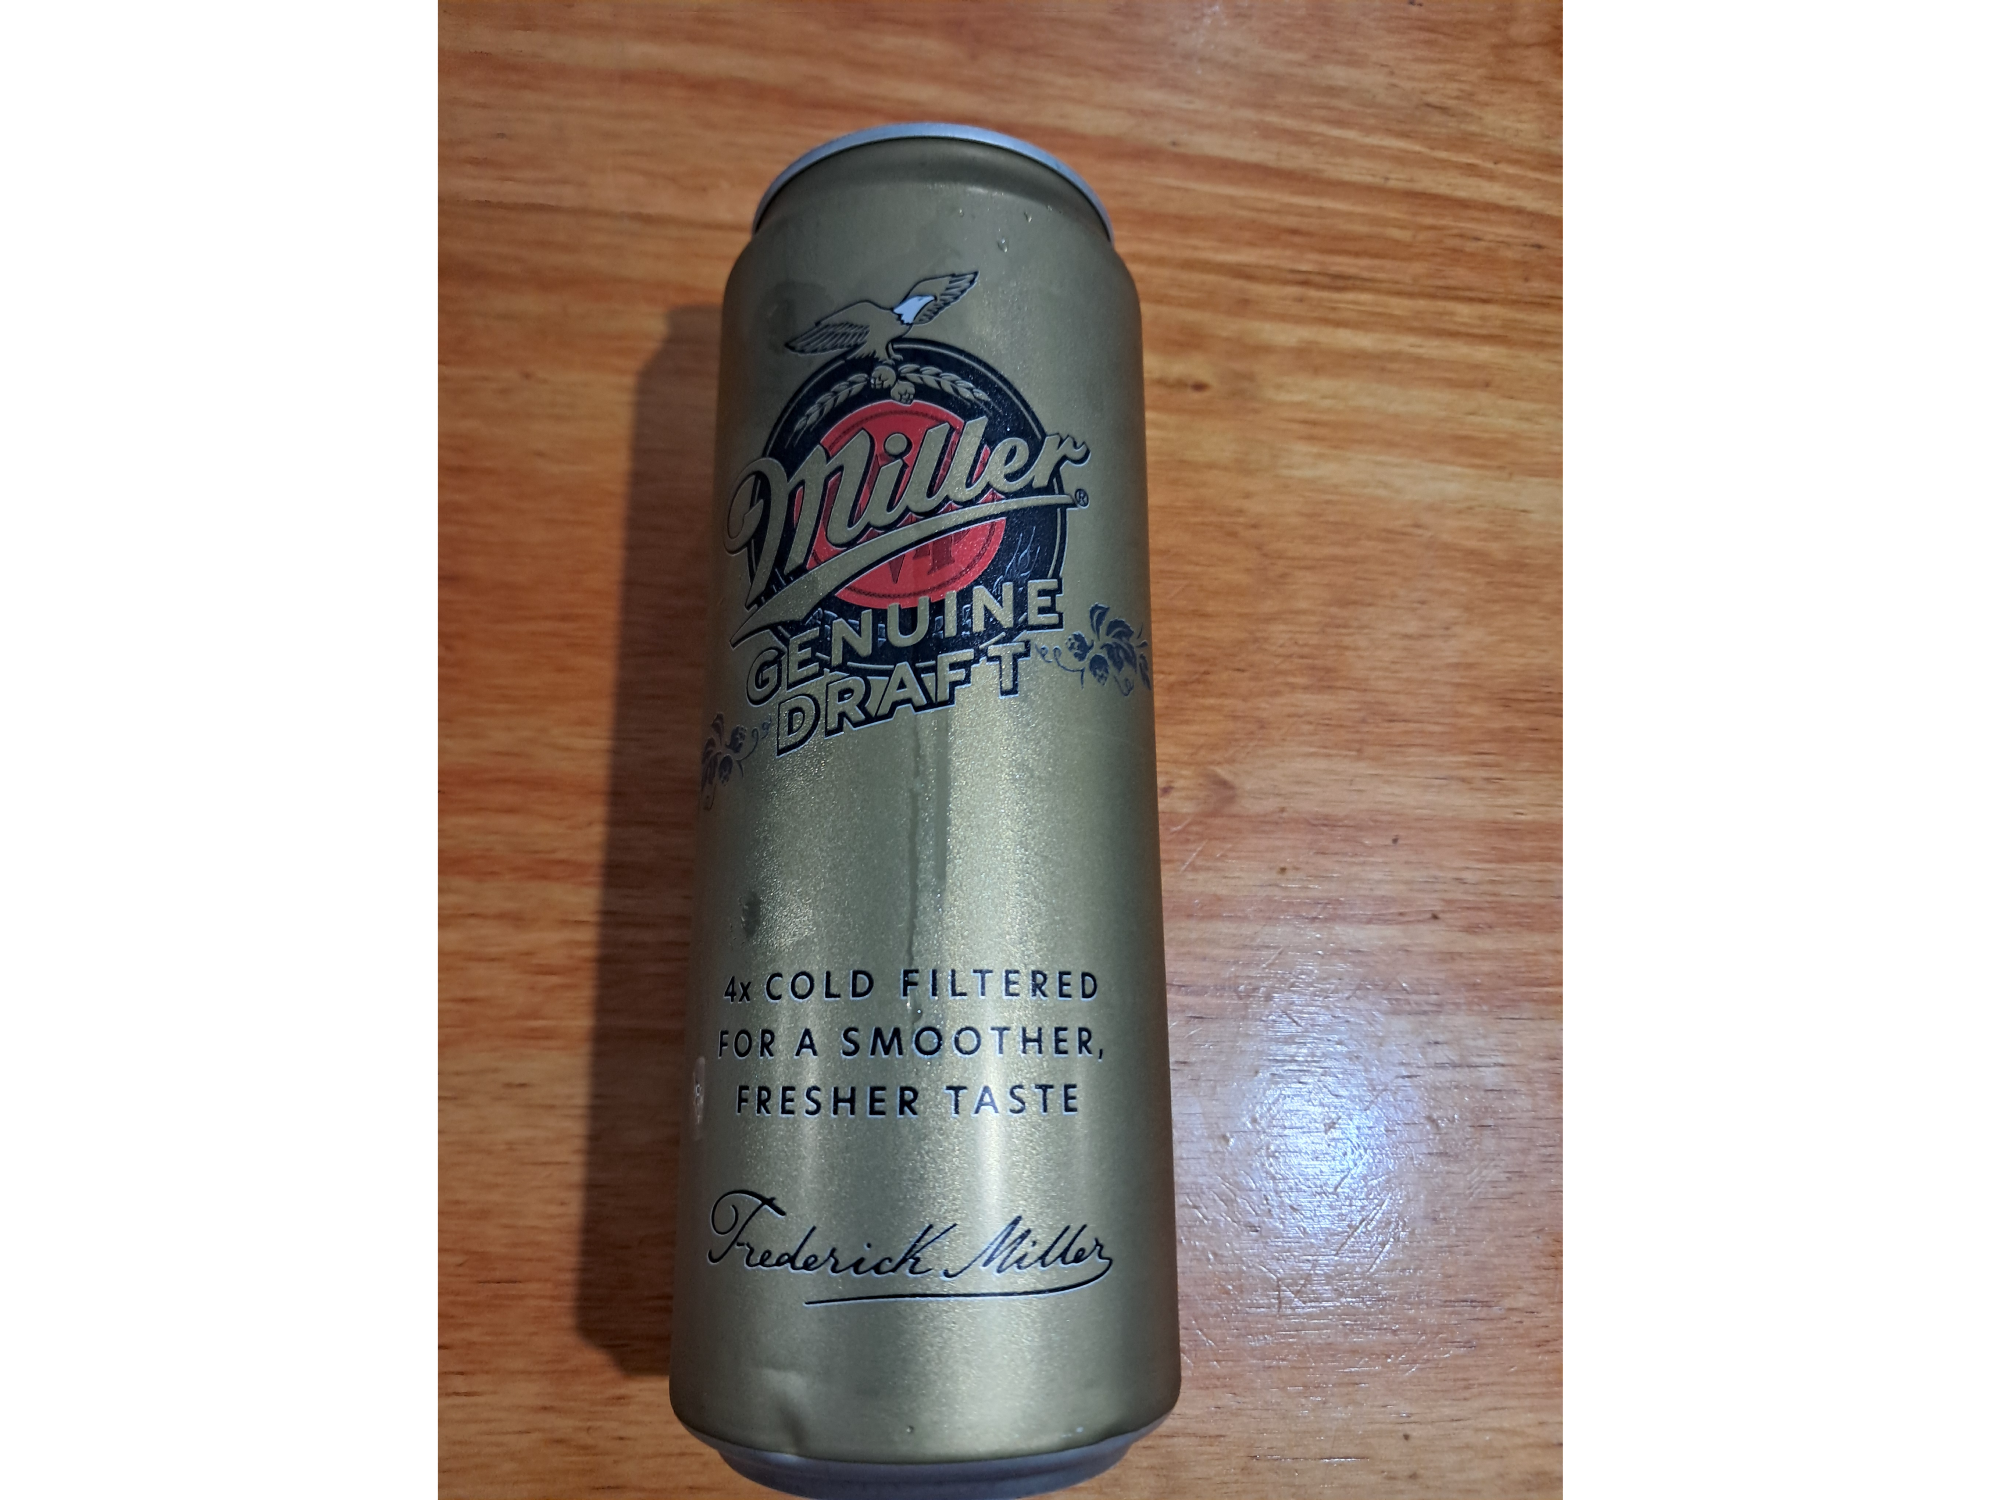 Miller®
GENUINE
DRAFT
4x COLD FILTERED
FOR A SMOOTHER,
FRESHER TASTE
Frederick Miller